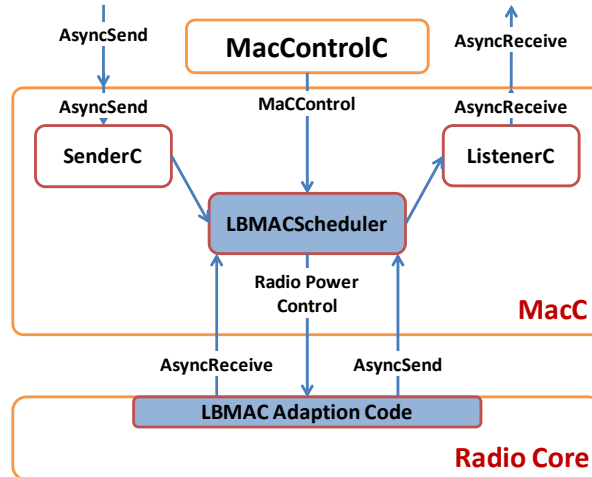 AsyncSend
MacControlC
AsyncReceive
AsyncSend
MaCControl
AsyncReceive
SenderC
ListenerC
LBMACScheduler
Radio Power
Control
MacC
AsyncReceive
AsyncSend
LBMAC Adaption Code
Radio Core